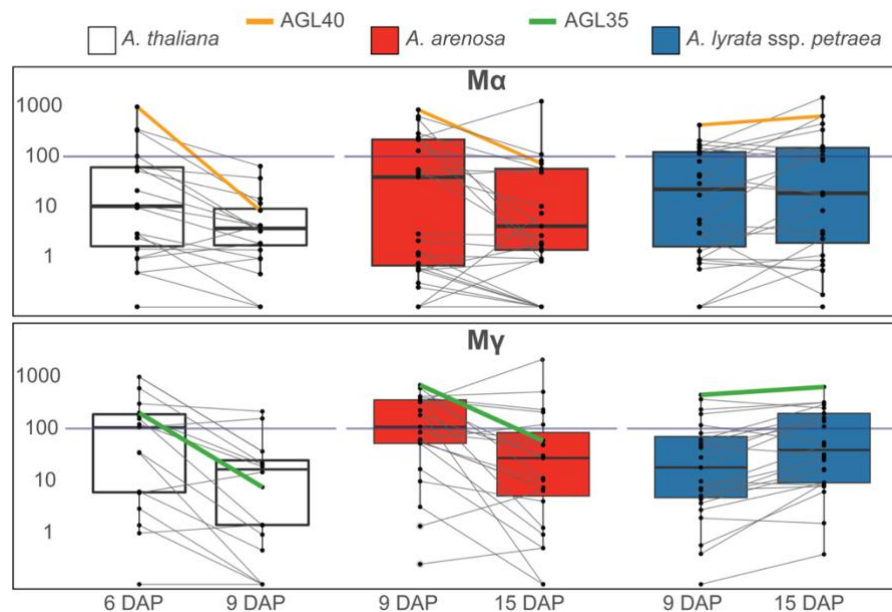 AGL40 AGL35
A. thaliana A. arenosa A. lyrata ssp. petraea
Mα
1000
100
10
1
Mγ
1000
100
10
1
6 DAP 9 DAP 9 DAP 15 DAP 9 DAP 15 DAP